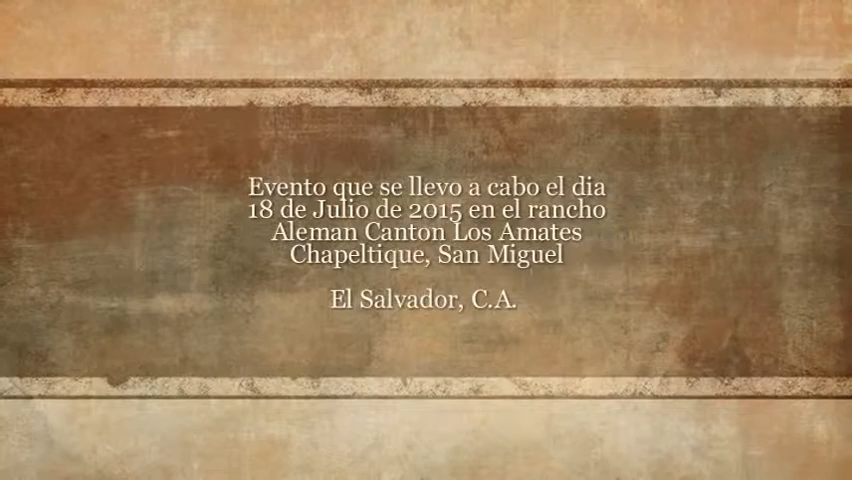 Evento que se llevo a cabo el dia
18 de Julio de 2015 en el rancho
Aleman Canton Los Amates
Chapeltique, San Miguel
El Salvador, C.A.